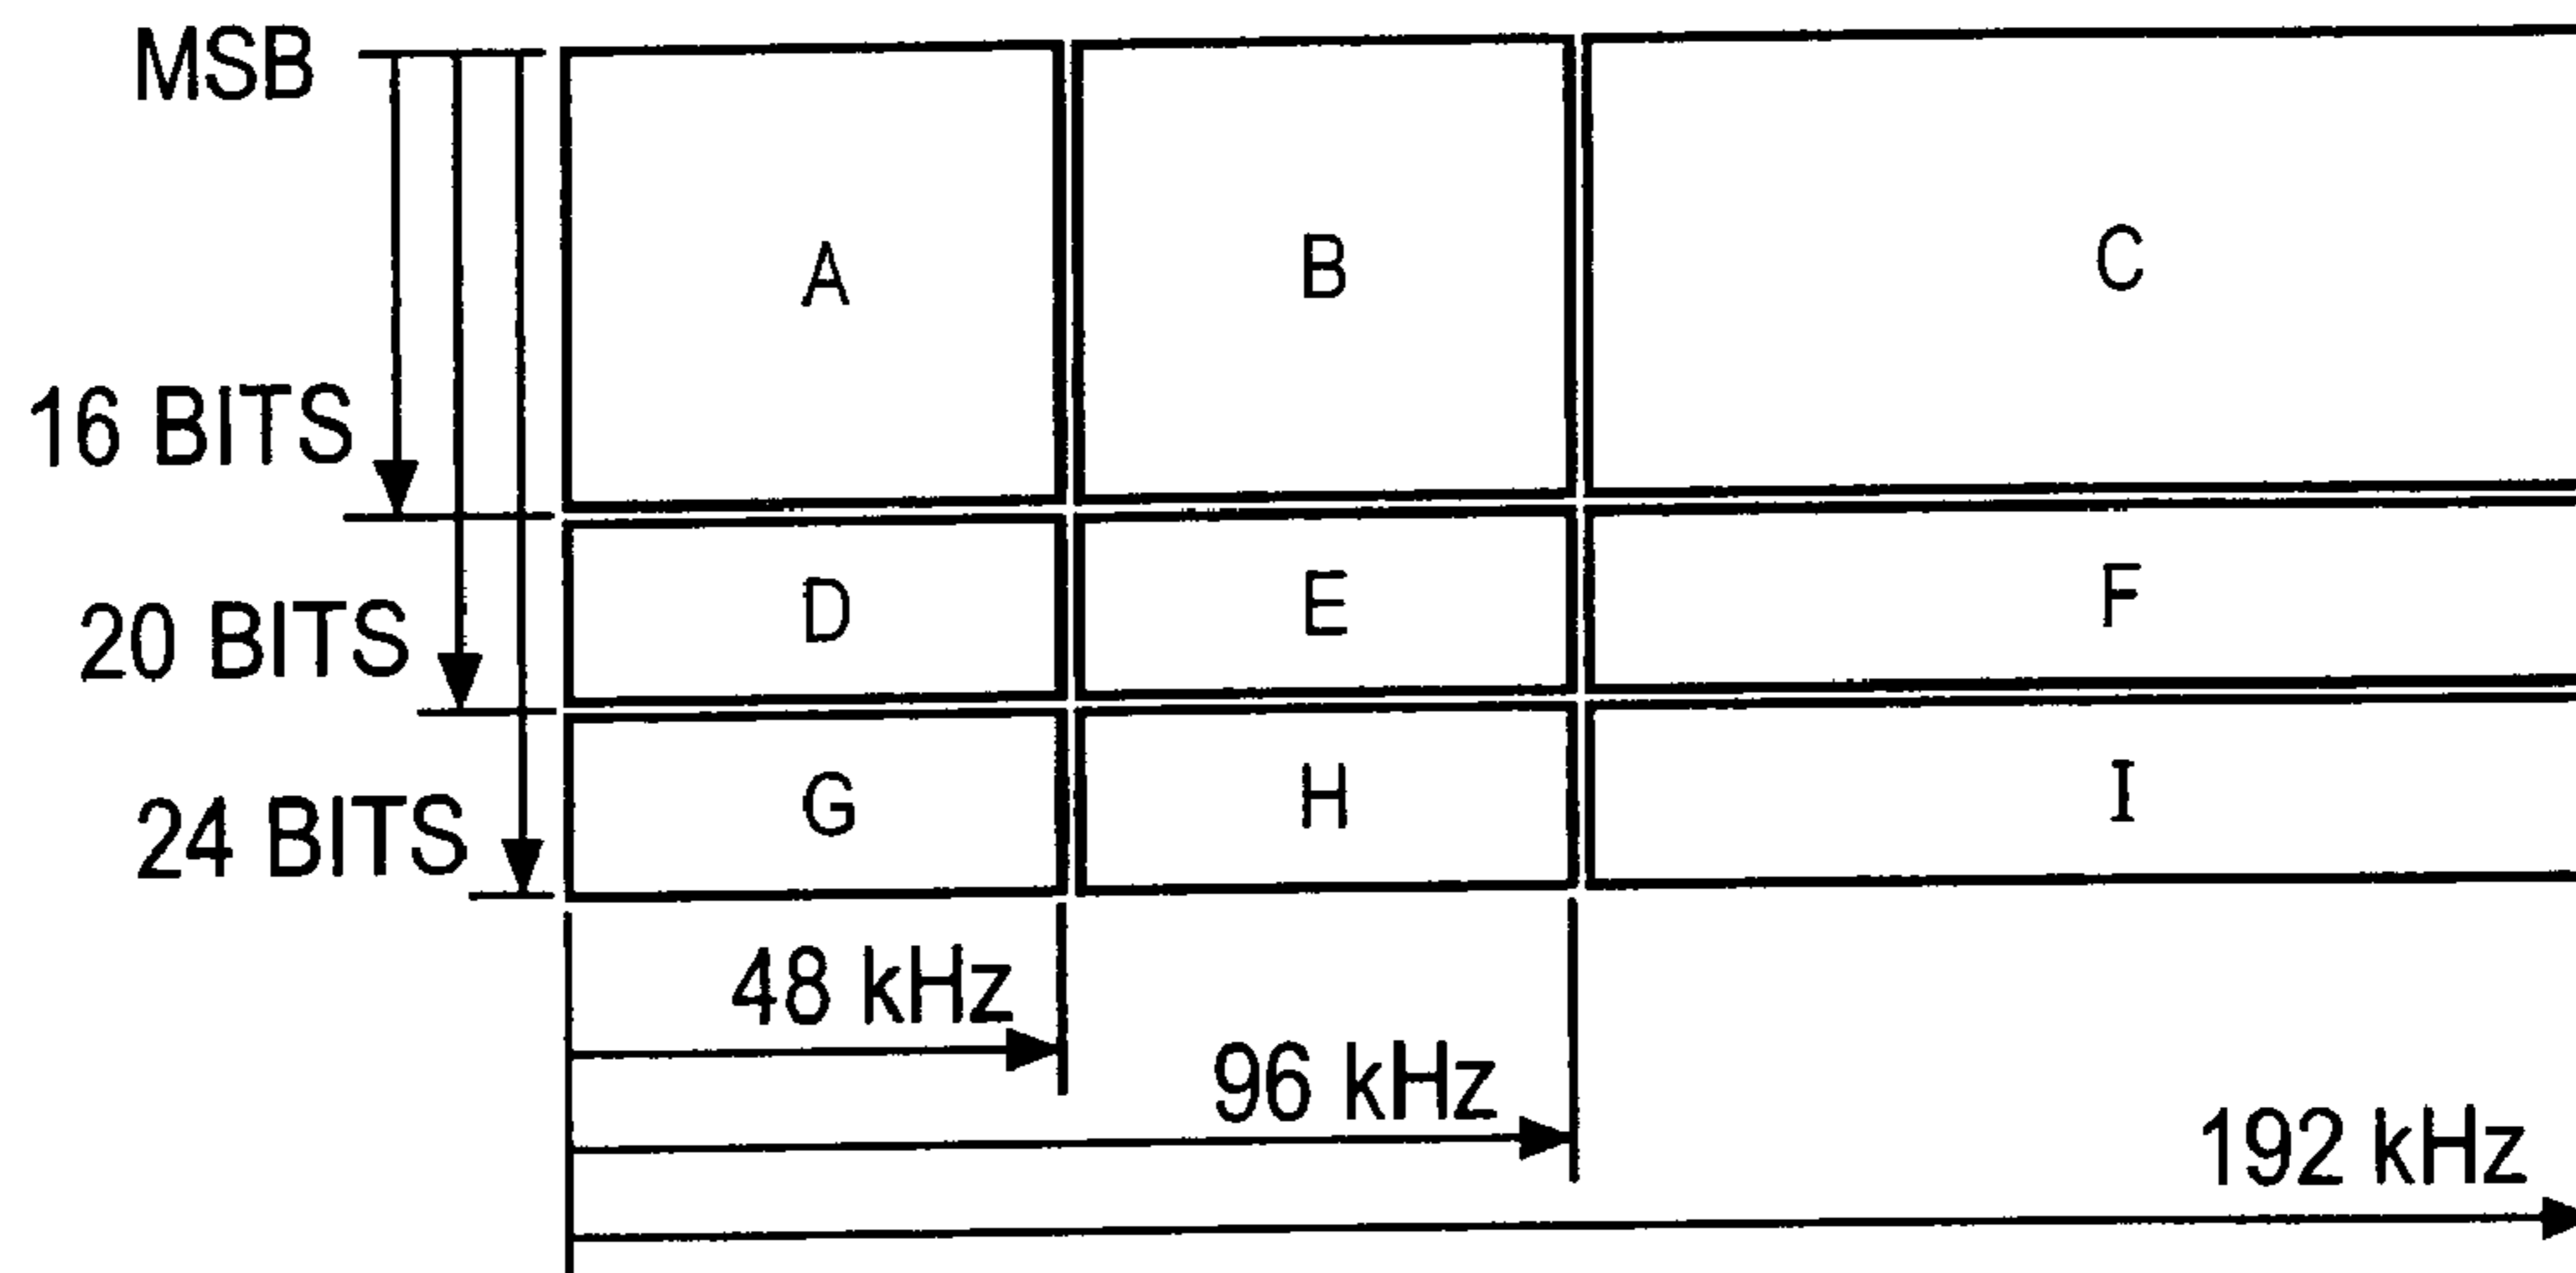 MSB
A B C
16 BITS
D E F
20 BITS
G H I
24 BITS
48 kHz
96 kHz
192 kHz